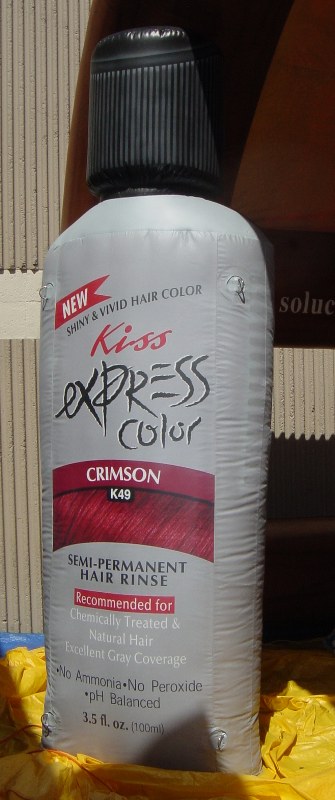 NEW
SHINY & VIVID HAIR COLOR
Kiss
EXPRESS
Color
CRIMSON
K49
SEMI-PERMANENT
HAIR RINSE
Recommended for
Chemically Treated &
Natural Hair
Excellent Gray Coverage
•No Ammonia•No Peroxide
•pH Balanced
3.5 fl. oz. (100ml)
soluc